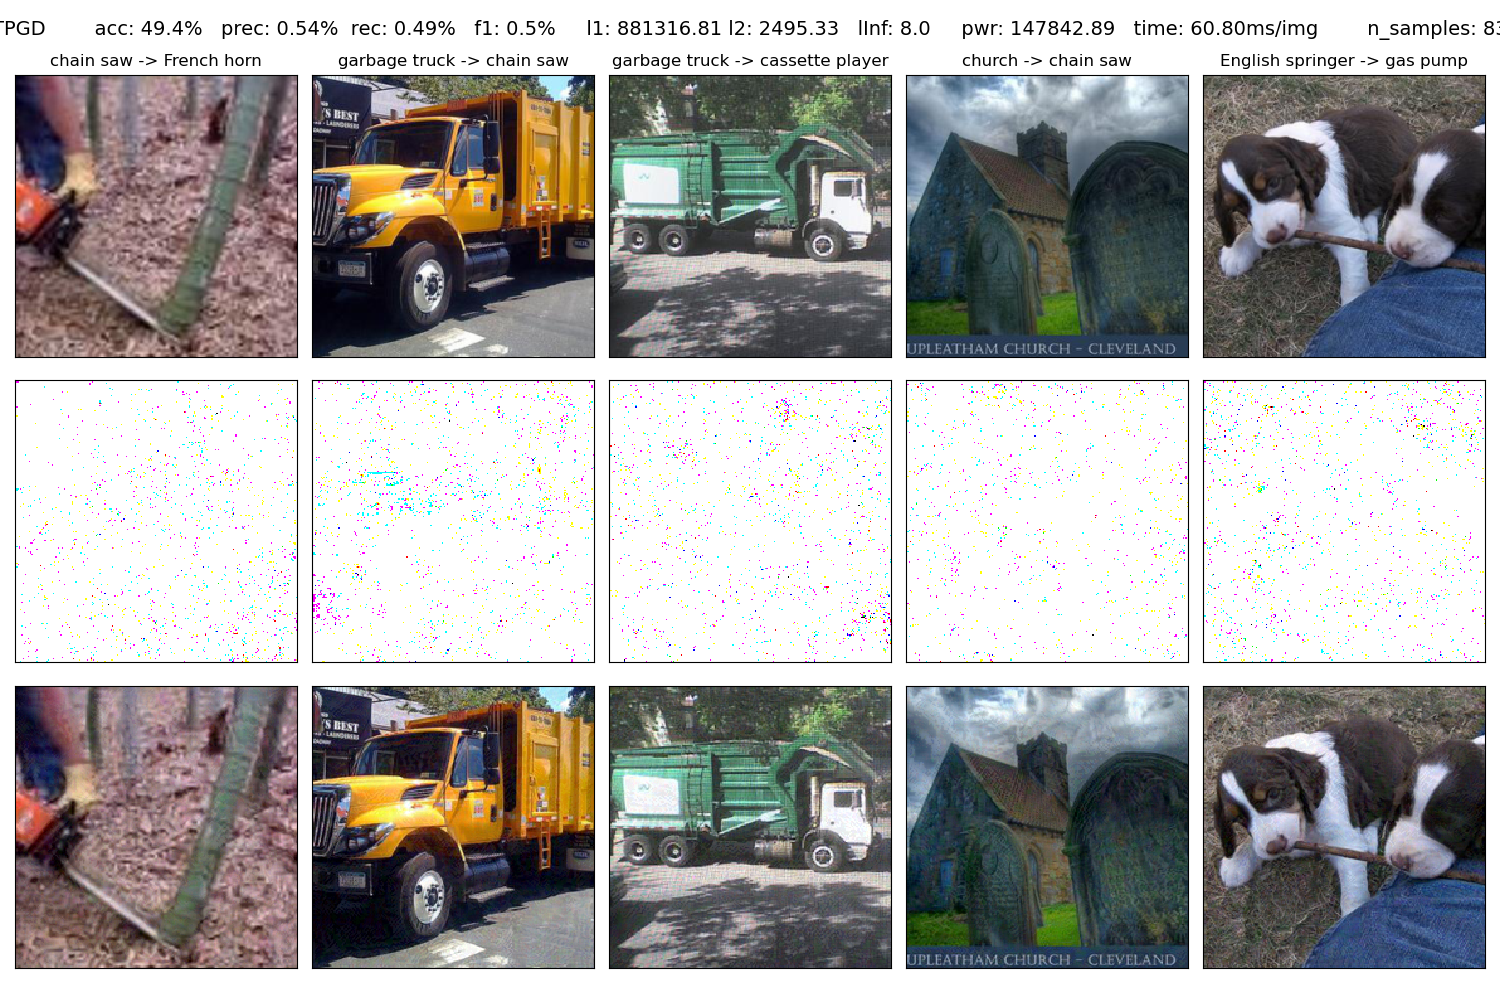 TPGD acc: 49.4% prec: 0.54% rec: 0.49% f1: 0.5% l1: 881316.81 l2: 2495.33 lInf: 8.0 pwr: 147842.89 time: 60.80ms/img n_samples: 83
chain saw -> French horn
garbage truck -> chain saw
garbage truck -> cassette player
church -> chain saw
English springer -> gas pump
'S BEST
UPLEATHAM CHURCH - CLEVELAND
'S BEST
UPLEATHAM CHURCH - CLEVELAND